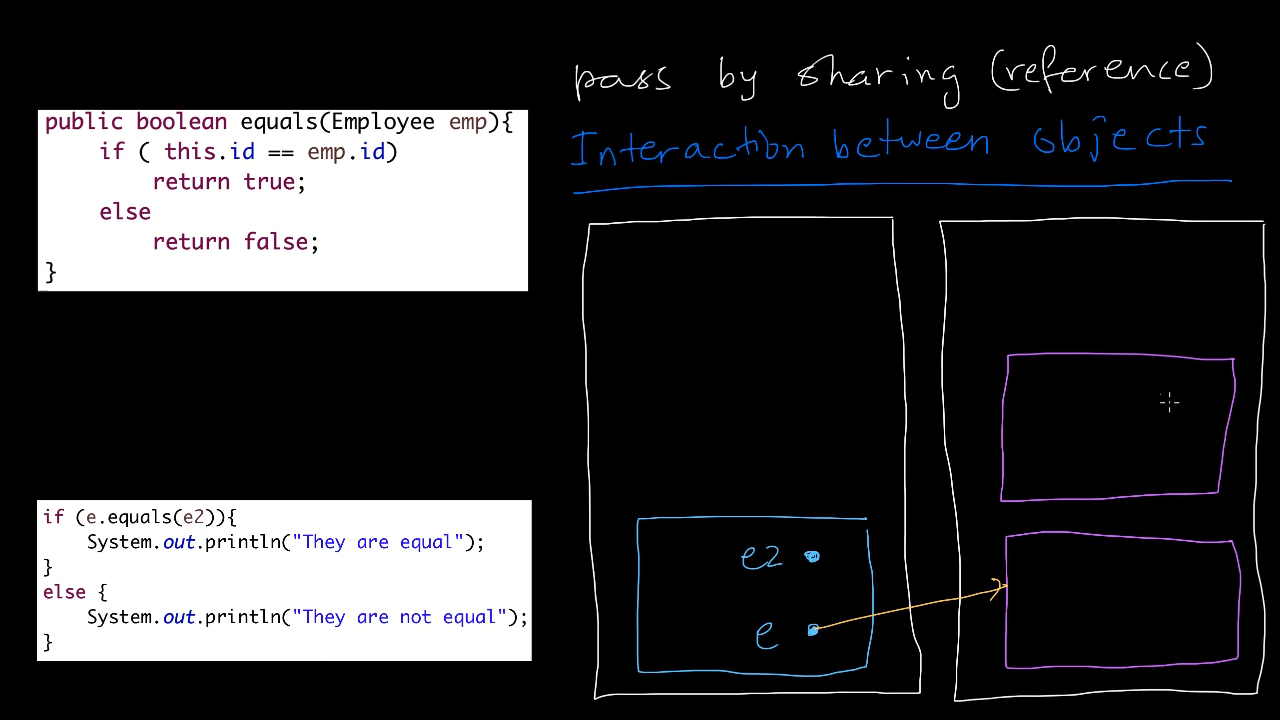 pass by sharing (reference)
Interaction between objects
public boolean equals(Employee emp){
    if ( this.id == emp.id)
        return true;
    else
        return false;
}
if (e.equals(e2)){
    System.out.println("They are equal");
}
else {
    System.out.println("They are not equal");
}
e2
e